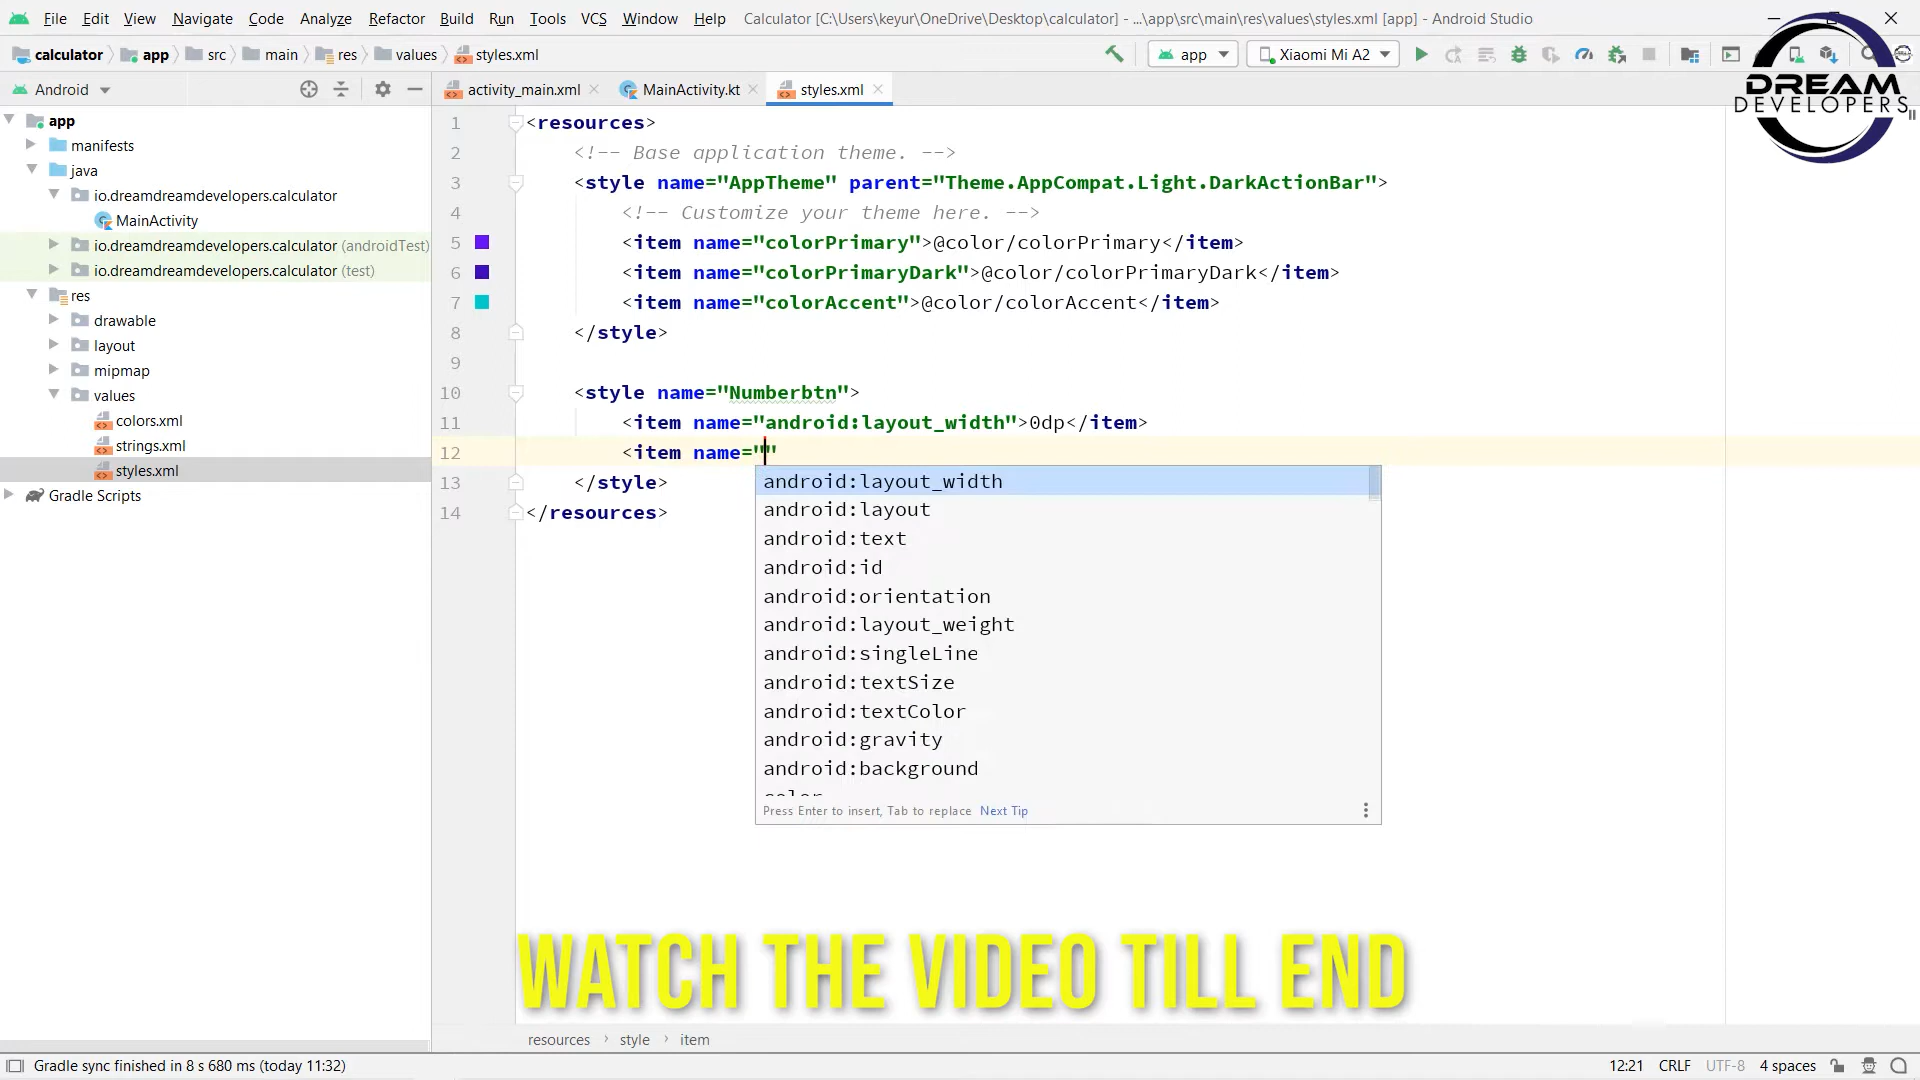 File Edit View Navigate Code Analyze Refactor Build Run Tools VCS Window Help Calculator [C:\Users\keyur\OneDrive\Desktop\calculator] - ...\app\src\main\res\values\styles.xml [app] - Android Studio
calculator app src main res values styles.xml app Xiaomi Mi A2
DREAM
DEVELOPERS
Android activity_main.xml MainActivity.kt styles.xml
app
manifests
java
io.dreamdreamdevelopers.calculator
MainActivity
io.dreamdreamdevelopers.calculator (androidTest)
io.dreamdreamdevelopers.calculator (test)
res
drawable
layout
mipmap
values
colors.xml
strings.xml
styles.xml
Gradle Scripts
1 <resources>
2 <!-- Base application theme. -->
3 <style name="AppTheme" parent="Theme.AppCompat.Light.DarkActionBar">
4 <!-- Customize your theme here. -->
5 <item name="colorPrimary">@color/colorPrimary</item>
6 <item name="colorPrimaryDark">@color/colorPrimaryDark</item>
7 <item name="colorAccent">@color/colorAccent</item>
8 </style>
9
10 <style name="Numberbtn">
11 <item name="android:layout_width">0dp</item>
12 <item name=""
13 </style>
14 </resources>
android:layout_width
android:layout
android:text
android:id
android:orientation
android:layout_weight
android:singleLine
android:textSize
android:textColor
android:gravity
android:background
color
Press Enter to insert, Tab to replace Next Tip
WATCH THE VIDEO TILL END
resources style item
Gradle sync finished in 8 s 680 ms (today 11:32) 12:21 CRLF UTF-8 4 spaces